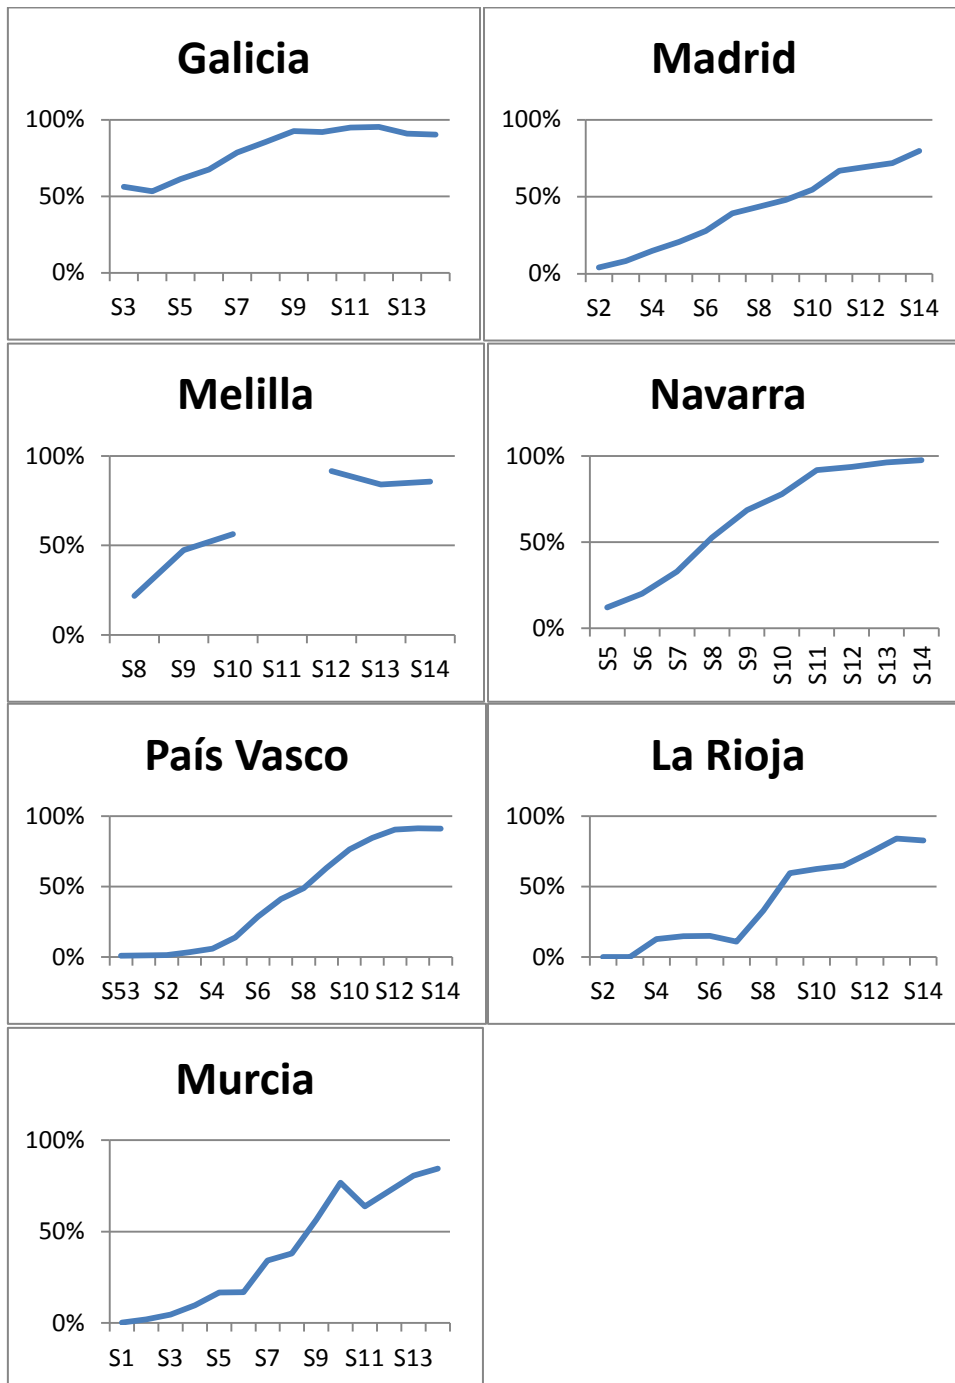 Galicia
100%
50%
0%
S3 S5 S7 S9 S11 S13
Madrid
100%
50%
0%
S2 S4 S6 S8 S10 S12 S14
Melilla
100%
50%
0%
S8 S9 S10 S11 S12 S13 S14
Navarra
100%
50%
0%
S5 S6 S7 S8 S9 S10 S11 S12 S13 S14
País Vasco
100%
50%
0%
S53 S2 S4 S6 S8 S10 S12 S14
La Rioja
100%
50%
0%
S2 S4 S6 S8 S10 S12 S14
Murcia
100%
50%
0%
S1 S3 S5 S7 S9 S11 S13